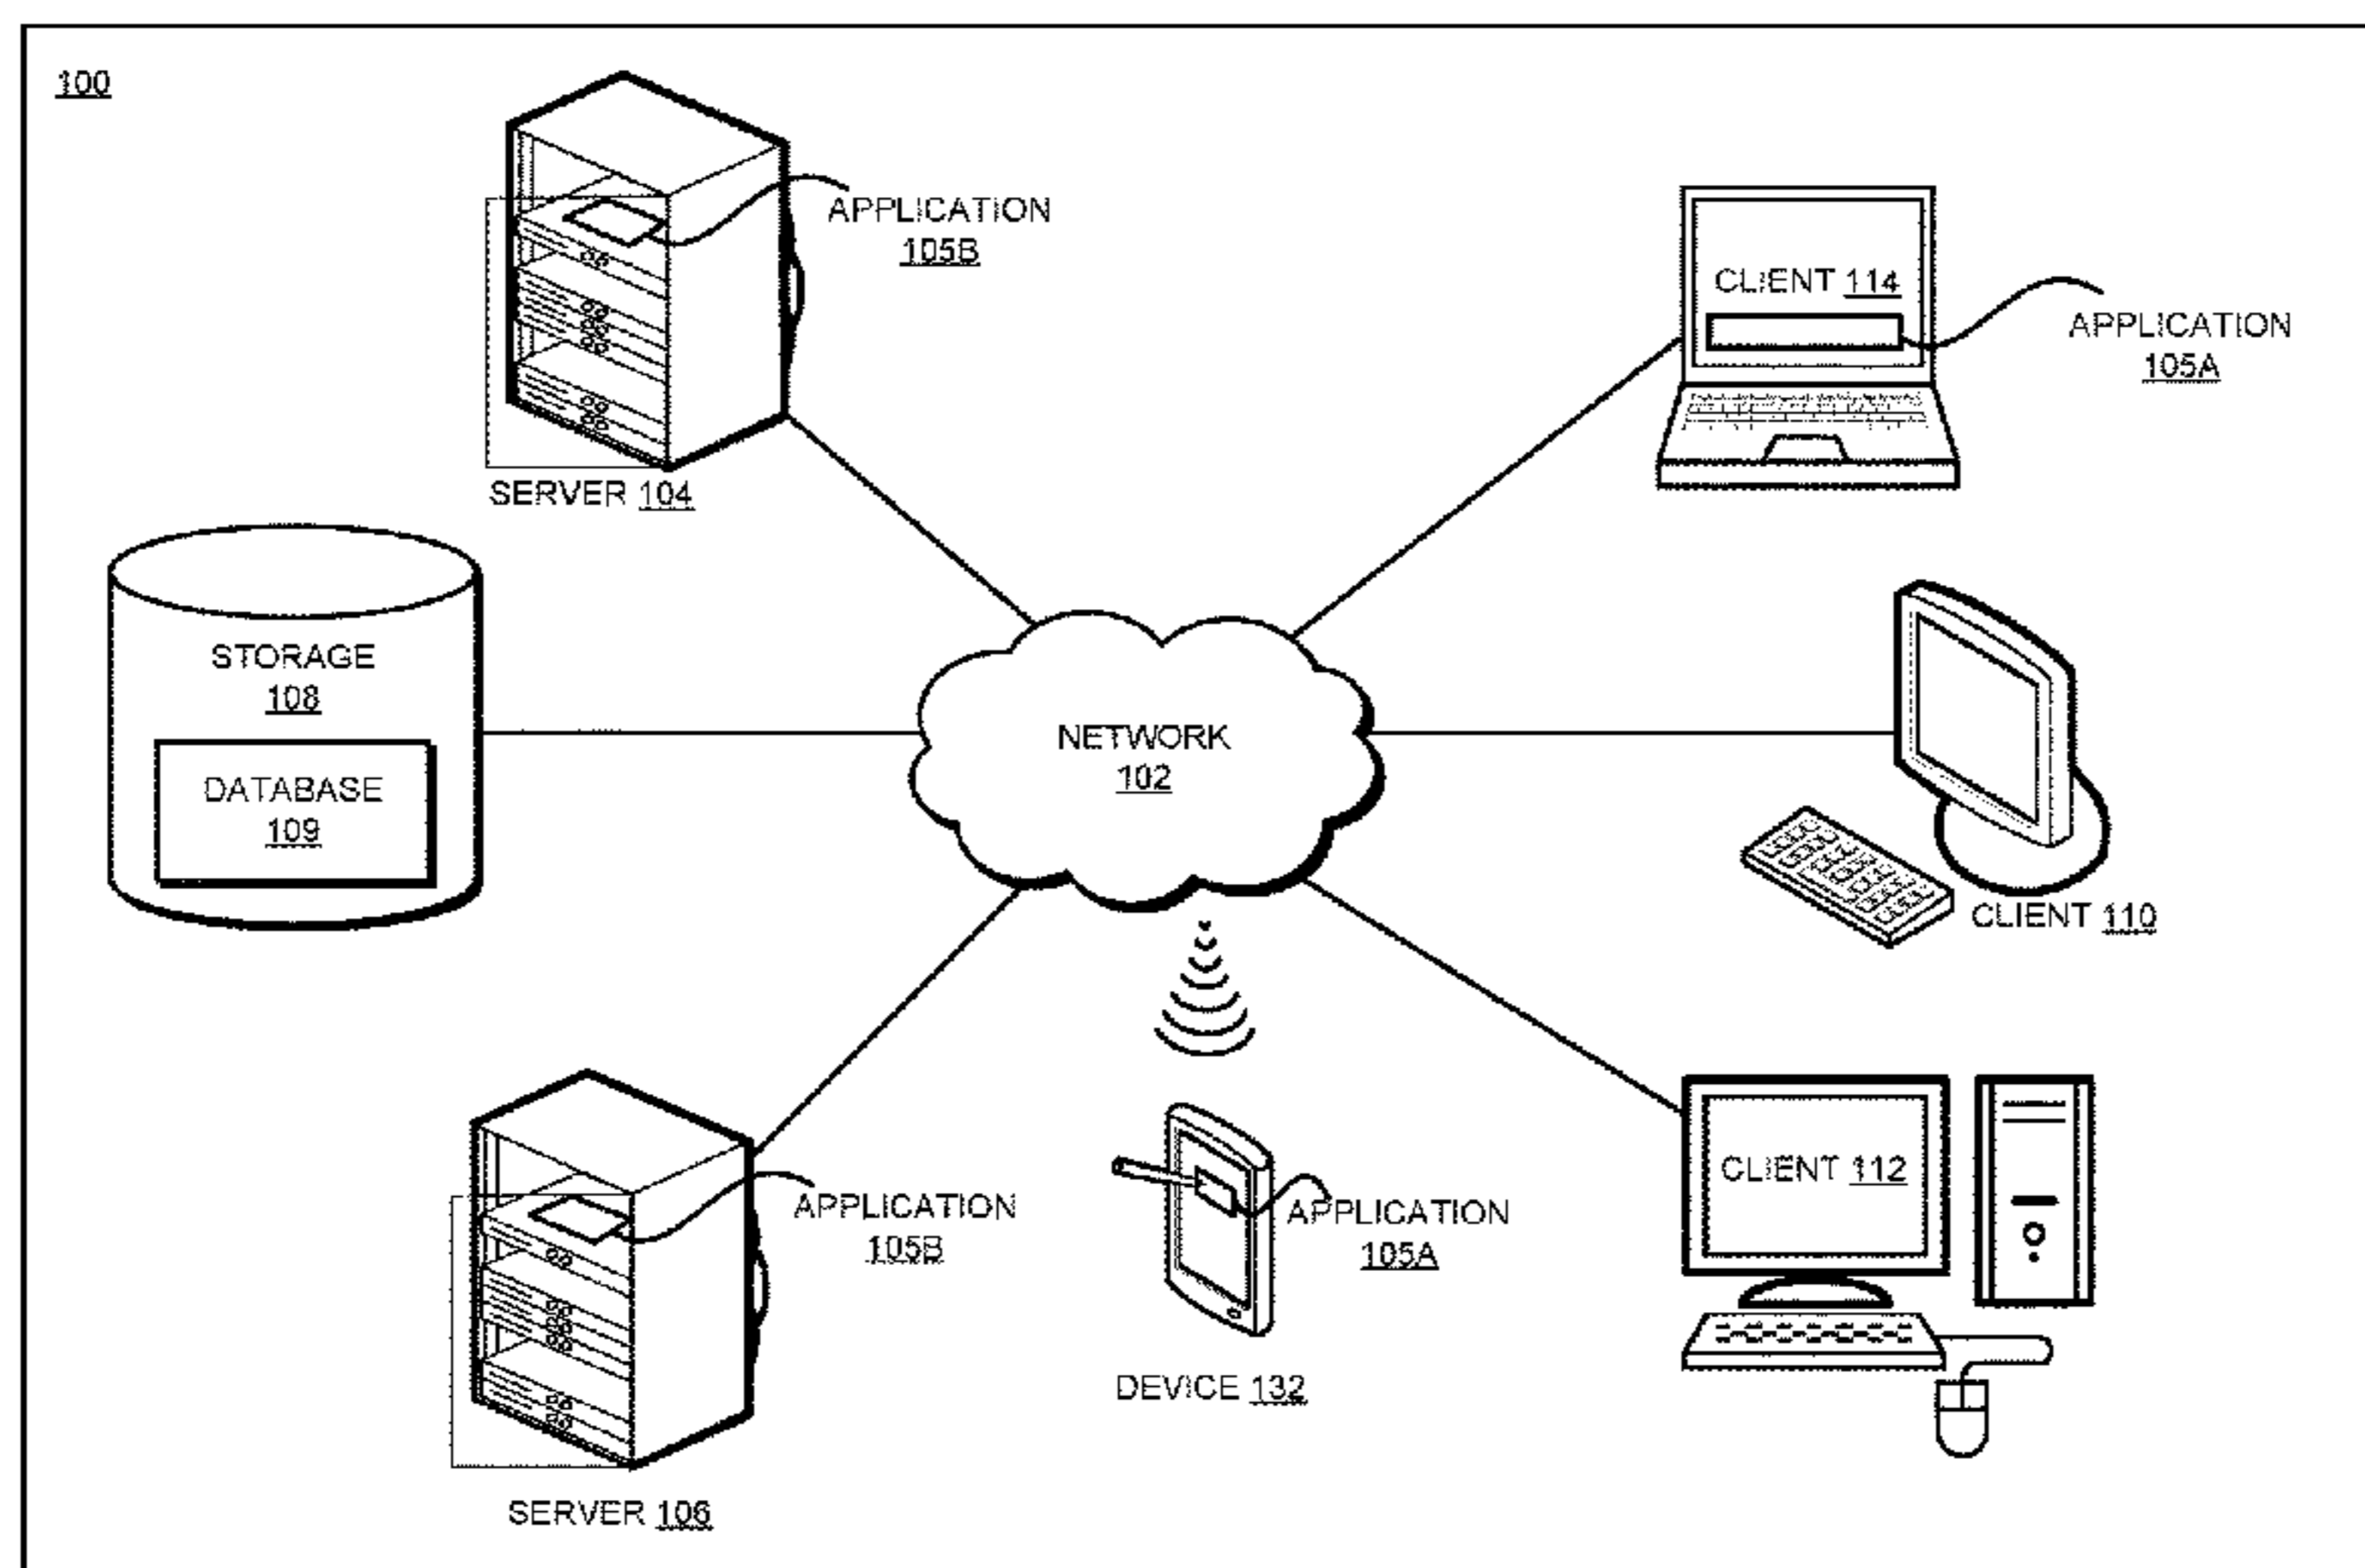 100
APPLICATION
105B
CLIENT 114
APPLICATION
105A
SERVER 104
STORAGE
108
DATABASE
109
NETWORK
102
CLIENT 110
CLIENT 112
APPLICATION
105B
APPLICATION
105A
DEVICE 132
SERVER 106